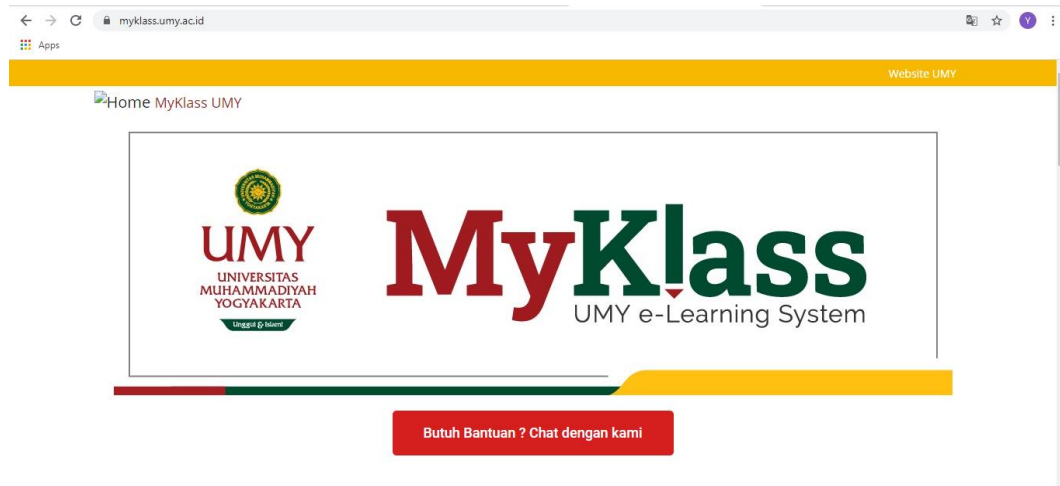 myklass.umy.ac.id
Y
Apps
Website UMY
Home MyKlass UMY
UMY
UNIVERSITAS
MUHAMMADIYAH
YOGYAKARTA
Unggul & Islami
MyKlass
UMY e-Learning System
Butuh Bantuan ? Chat dengan kami